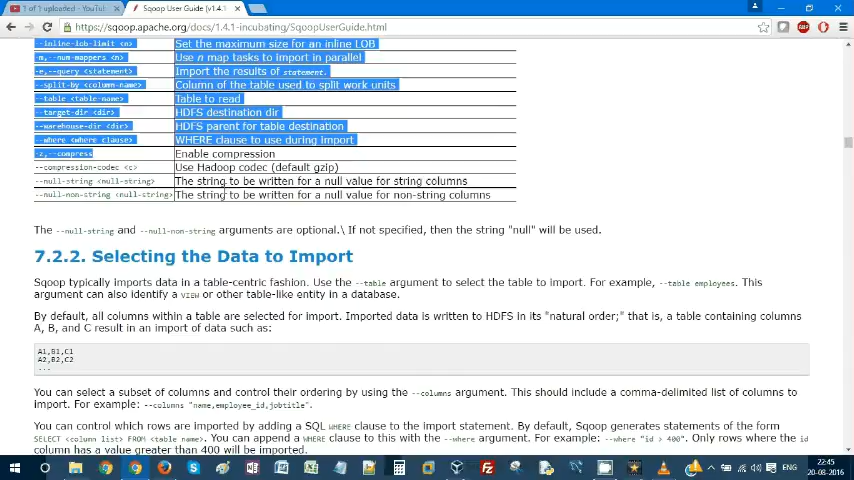 1 of 1 uploaded - YouTube
Sqoop User Guide (v1.4.1
https://sqoop.apache.org/docs/1.4.1-incubating/SqoopUserGuide.html
--inline-lob-limit <n> Set the maximum size for an inline LOB
-m,--num-mappers <n> Use n map tasks to import in parallel
-e,--query <statement> Import the results of statement.
--split-by <column-name> Column of the table used to split work units
--table <table-name> Table to read
--target-dir <dir> HDFS destination dir
--warehouse-dir <dir> HDFS parent for table destination
--where <where clause> WHERE clause to use during import
-z,--compress Enable compression
--compression-codec <c> Use Hadoop codec (default gzip)
--null-string <null-string> The string to be written for a null value for string columns
--null-non-string <null-string> The string to be written for a null value for non-string columns
The --null-string and --null-non-string arguments are optional.\ If not specified, then the string "null" will be used.
7.2.2. Selecting the Data to Import
Sqoop typically imports data in a table-centric fashion. Use the --table argument to select the table to import. For example, --table employees. This
argument can also identify a VIEW or other table-like entity in a database.
By default, all columns within a table are selected for import. Imported data is written to HDFS in its "natural order;" that is, a table containing columns
A, B, and C result in an import of data such as:
A1,B1,C1
A2,B2,C2
...
You can select a subset of columns and control their ordering by using the --columns argument. This should include a comma-delimited list of columns to
import. For example: --columns "name,employee_id,jobtitle".
You can control which rows are imported by adding a SQL WHERE clause to the import statement. By default, Sqoop generates statements of the form
SELECT <column list> FROM <table name>. You can append a WHERE clause to this with the --where argument. For example: --where "id > 400". Only rows where the id
column has a value greater than 400 will be imported.
ENG
22:45
20-08-2016